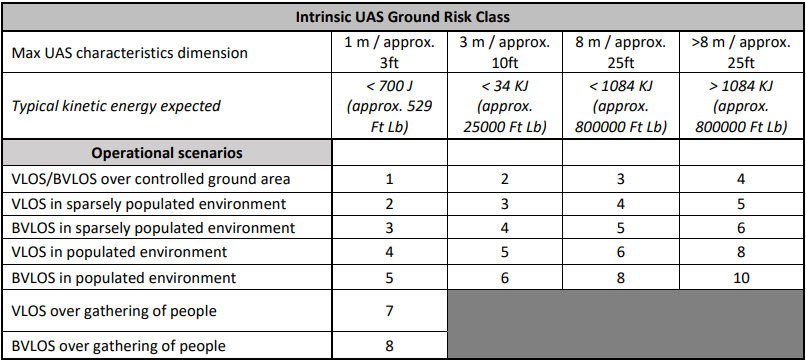 Intrinsic UAS Ground Risk Class
Max UAS characteristics dimension
1 m / approx.
3ft
3 m / approx.
10ft
8 m / approx.
25ft
>8 m / approx.
25ft
Typical kinetic energy expected
< 700 J
(approx. 529
Ft Lb)
< 34 KJ
(approx.
25000 Ft Lb)
< 1084 KJ
(approx.
800000 Ft Lb)
> 1084 KJ
(approx.
800000 Ft Lb)
Operational scenarios
VLOS/BVLOS over controlled ground area 1 2 3 4
VLOS in sparsely populated environment 2 3 4 5
BVLOS in sparsely populated environment 3 4 5 6
VLOS in populated environment 4 5 6 8
BVLOS in populated environment 5 6 8 10
VLOS over gathering of people 7
BVLOS over gathering of people 8